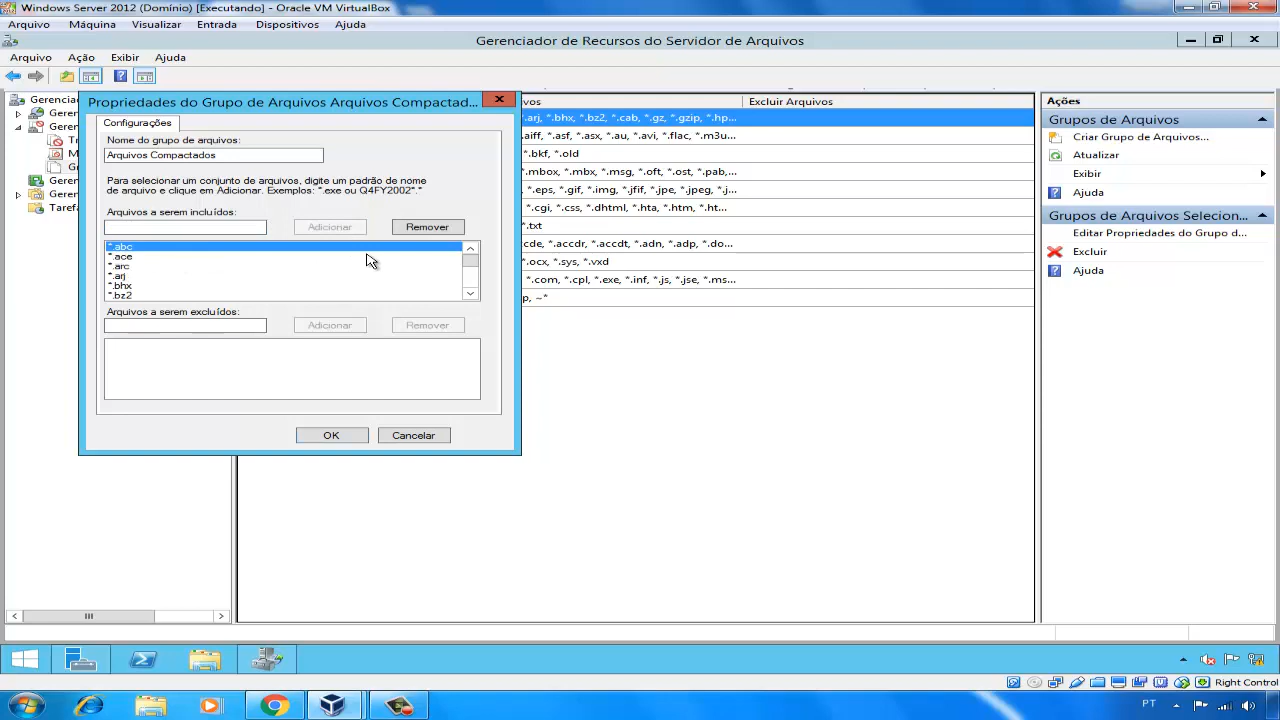 Windows Server 2012 (Domínio) [Executando] - Oracle VM VirtualBox
Arquivo Máquina Visualizar Entrada Dispositivos Ajuda
Gerenciador de Recursos do Servidor de Arquivos
Arquivo Ação Exibir Ajuda
Gerenciad
Geren
Tr
M
G
Geren
Geren
Taref
Propriedades do Grupo de Arquivos Arquivos Compactad...
Configurações
Nome do grupo de arquivos:
Arquivos Compactados
Para selecionar um conjunto de arquivos, digite um padrão de nome
de arquivo e clique em Adicionar. Exemplos: *.exe ou Q4FY2002*.*
Arquivos a serem incluídos:
Adicionar Remover
*.abc
*.ace
*.arc
*.arj
*.bhx
*.bz2
Arquivos a serem excluídos:
Adicionar Remover
OK Cancelar
vos Excluir Arquivos
.arj, *.bhx, *.bz2, *.cab, *.gz, *.gzip, *.hp...
.aiff, *.asf, *.asx, *.au, *.avi, *.flac, *.m3u...
*.bkf, *.old
*.mbox, *.mbx, *.msg, *.oft, *.ost, *.pab,...
*.eps, *.gif, *.img, *.jfif, *.jpe, *.jpeg, *.j...
*.cgi, *.css, *.dhtml, *.hta, *.htm, *.ht...
*.txt
ccde, *.accdr, *.accdt, *.adn, *.adp, *.do...
*.ocx, *.sys, *.vxd
*.com, *.cpl, *.exe, *.inf, *.js, *.jse, *.ms...
p, ~*
Ações
Grupos de Arquivos
Criar Grupo de Arquivos...
Atualizar
Exibir
Ajuda
Grupos de Arquivos Selecion...
Editar Propriedades do Grupo d...
Excluir
Ajuda
Right Control
PT